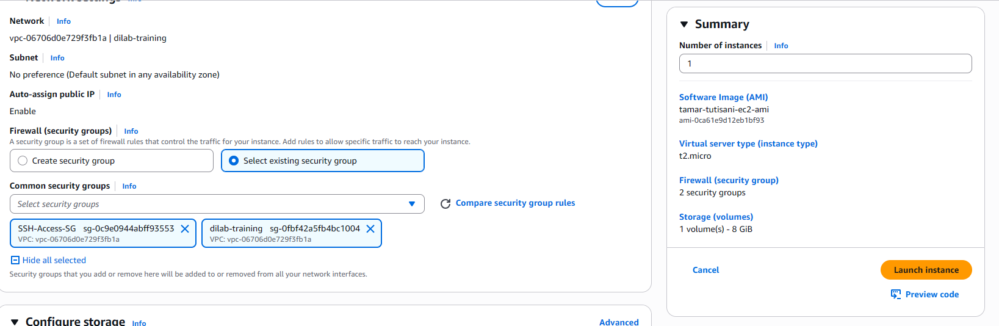 Network settings Info
Network Info
vpc-06706d0e729f3fb1a | dilab-training
Subnet Info
No preference (Default subnet in any availability zone)
Auto-assign public IP Info
Enable
Firewall (security groups) Info
A security group is a set of firewall rules that control the traffic for your instance. Add rules to allow specific traffic to reach your instance.
Create security group
Select existing security group
Common security groups Info
Select security groups
Compare security group rules
SSH-Access-SG sg-0c9e0944abff93553
VPC: vpc-06706d0e729f3fb1a
dilab-training sg-0fbf42a5fb4bc1004
VPC: vpc-06706d0e729f3fb1a
Hide all selected
Security groups that you add or remove here will be added to or removed from all your network interfaces.
Configure storage Info
Advanced
Summary
Number of instances Info
1
Software Image (AMI)
tamar-tutisani-ec2-ami
ami-0ca61e9d12eb1bf93
Virtual server type (instance type)
t2.micro
Firewall (security group)
2 security groups
Storage (volumes)
1 volume(s) - 8 GiB
Cancel
Launch instance
Preview code